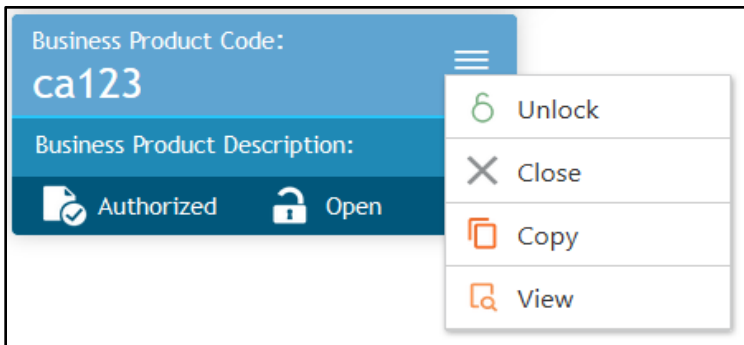 Business Product Code:
ca123
Business Product Description:
Authorized Open
Unlock
Close
Copy
View